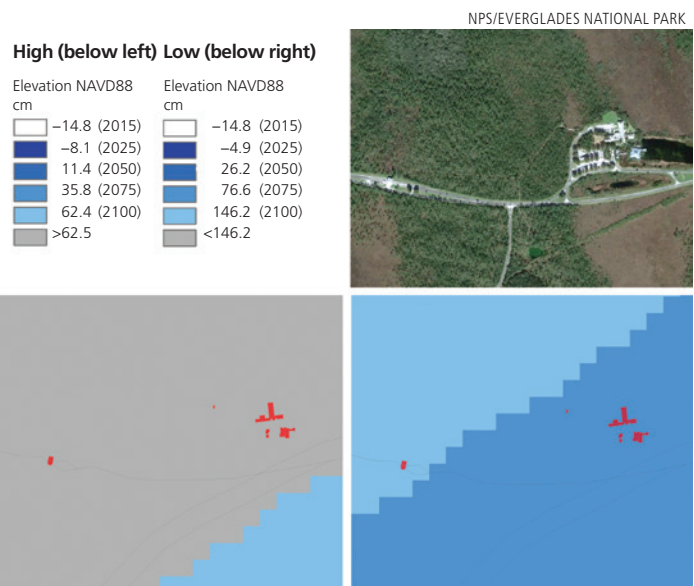 NPS/EVERGLADES NATIONAL PARK
High (below left) Low (below right)
Elevation NAVD88
cm
−14.8 (2015)
−8.1 (2025)
11.4 (2050)
35.8 (2075)
62.4 (2100)
>62.5
Elevation NAVD88
cm
−14.8 (2015)
−4.9 (2025)
26.2 (2050)
76.6 (2075)
146.2 (2100)
<146.2